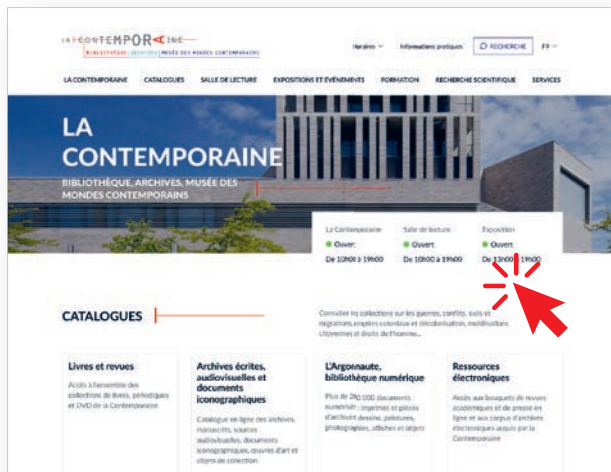 LA CONTEMPORAINE
BIBLIOTHÈQUE ARCHIVES MUSÉE DES MONDES CONTEMPORAINS
Horaires
Informations pratiques
RECHERCHE
FR
LA CONTEMPORAINE
CATALOGUES
SALLE DE LECTURE
EXPOSITIONS ET ÉVÉNEMENTS
FORMATION
RECHERCHE SCIENTIFIQUE
SERVICES
LA
CONTEMPORAINE
BIBLIOTHÈQUE, ARCHIVES, MUSÉE DES
MONDES CONTEMPORAINS
La Contemporaine
Ouvert
De 10h00 à 19h00
Salle de lecture
Ouvert
De 10h00 à 19h00
Exposition
Ouvert
De 13h00 à 19h00
CATALOGUES
Consulter les collections sur les guerres, conflits, exils et
migrations, empires coloniaux et décolonisation, mobilisations
citoyennes et droits de l'homme...
Livres et revues
Accès à l'ensemble des
collections de livres, périodiques
et DVD de La Contemporaine
Archives écrites,
audiovisuelles et
documents
iconographiques
Catalogue en ligne des archives,
manuscrits, sources
audiovisuelles, documents
iconographiques, œuvres d'art et
objets de collection
L'Argonnaute,
bibliothèque numérique
Plus de 000 documents
numérisés : imprimés et pièces
d'archives, dessins, peintures,
photographies, affiches et objets
Ressources
électroniques
Accès aux bouquets de revues
académiques et de presse en
ligne et aux corpus d'archives
électroniques acquis par La
Contemporaine